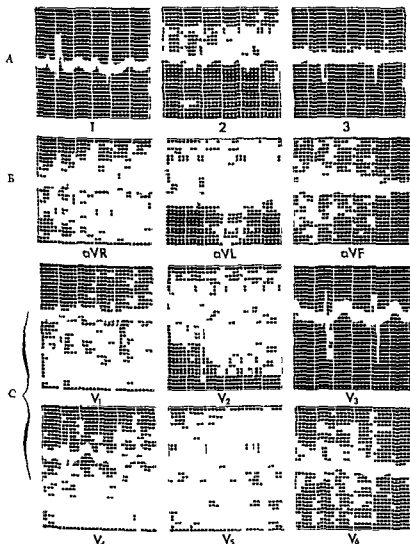 A
1 2 3
Б
aVR aVL aVF
C
V₁ V₂ V₃
V₄ V₅ V₆